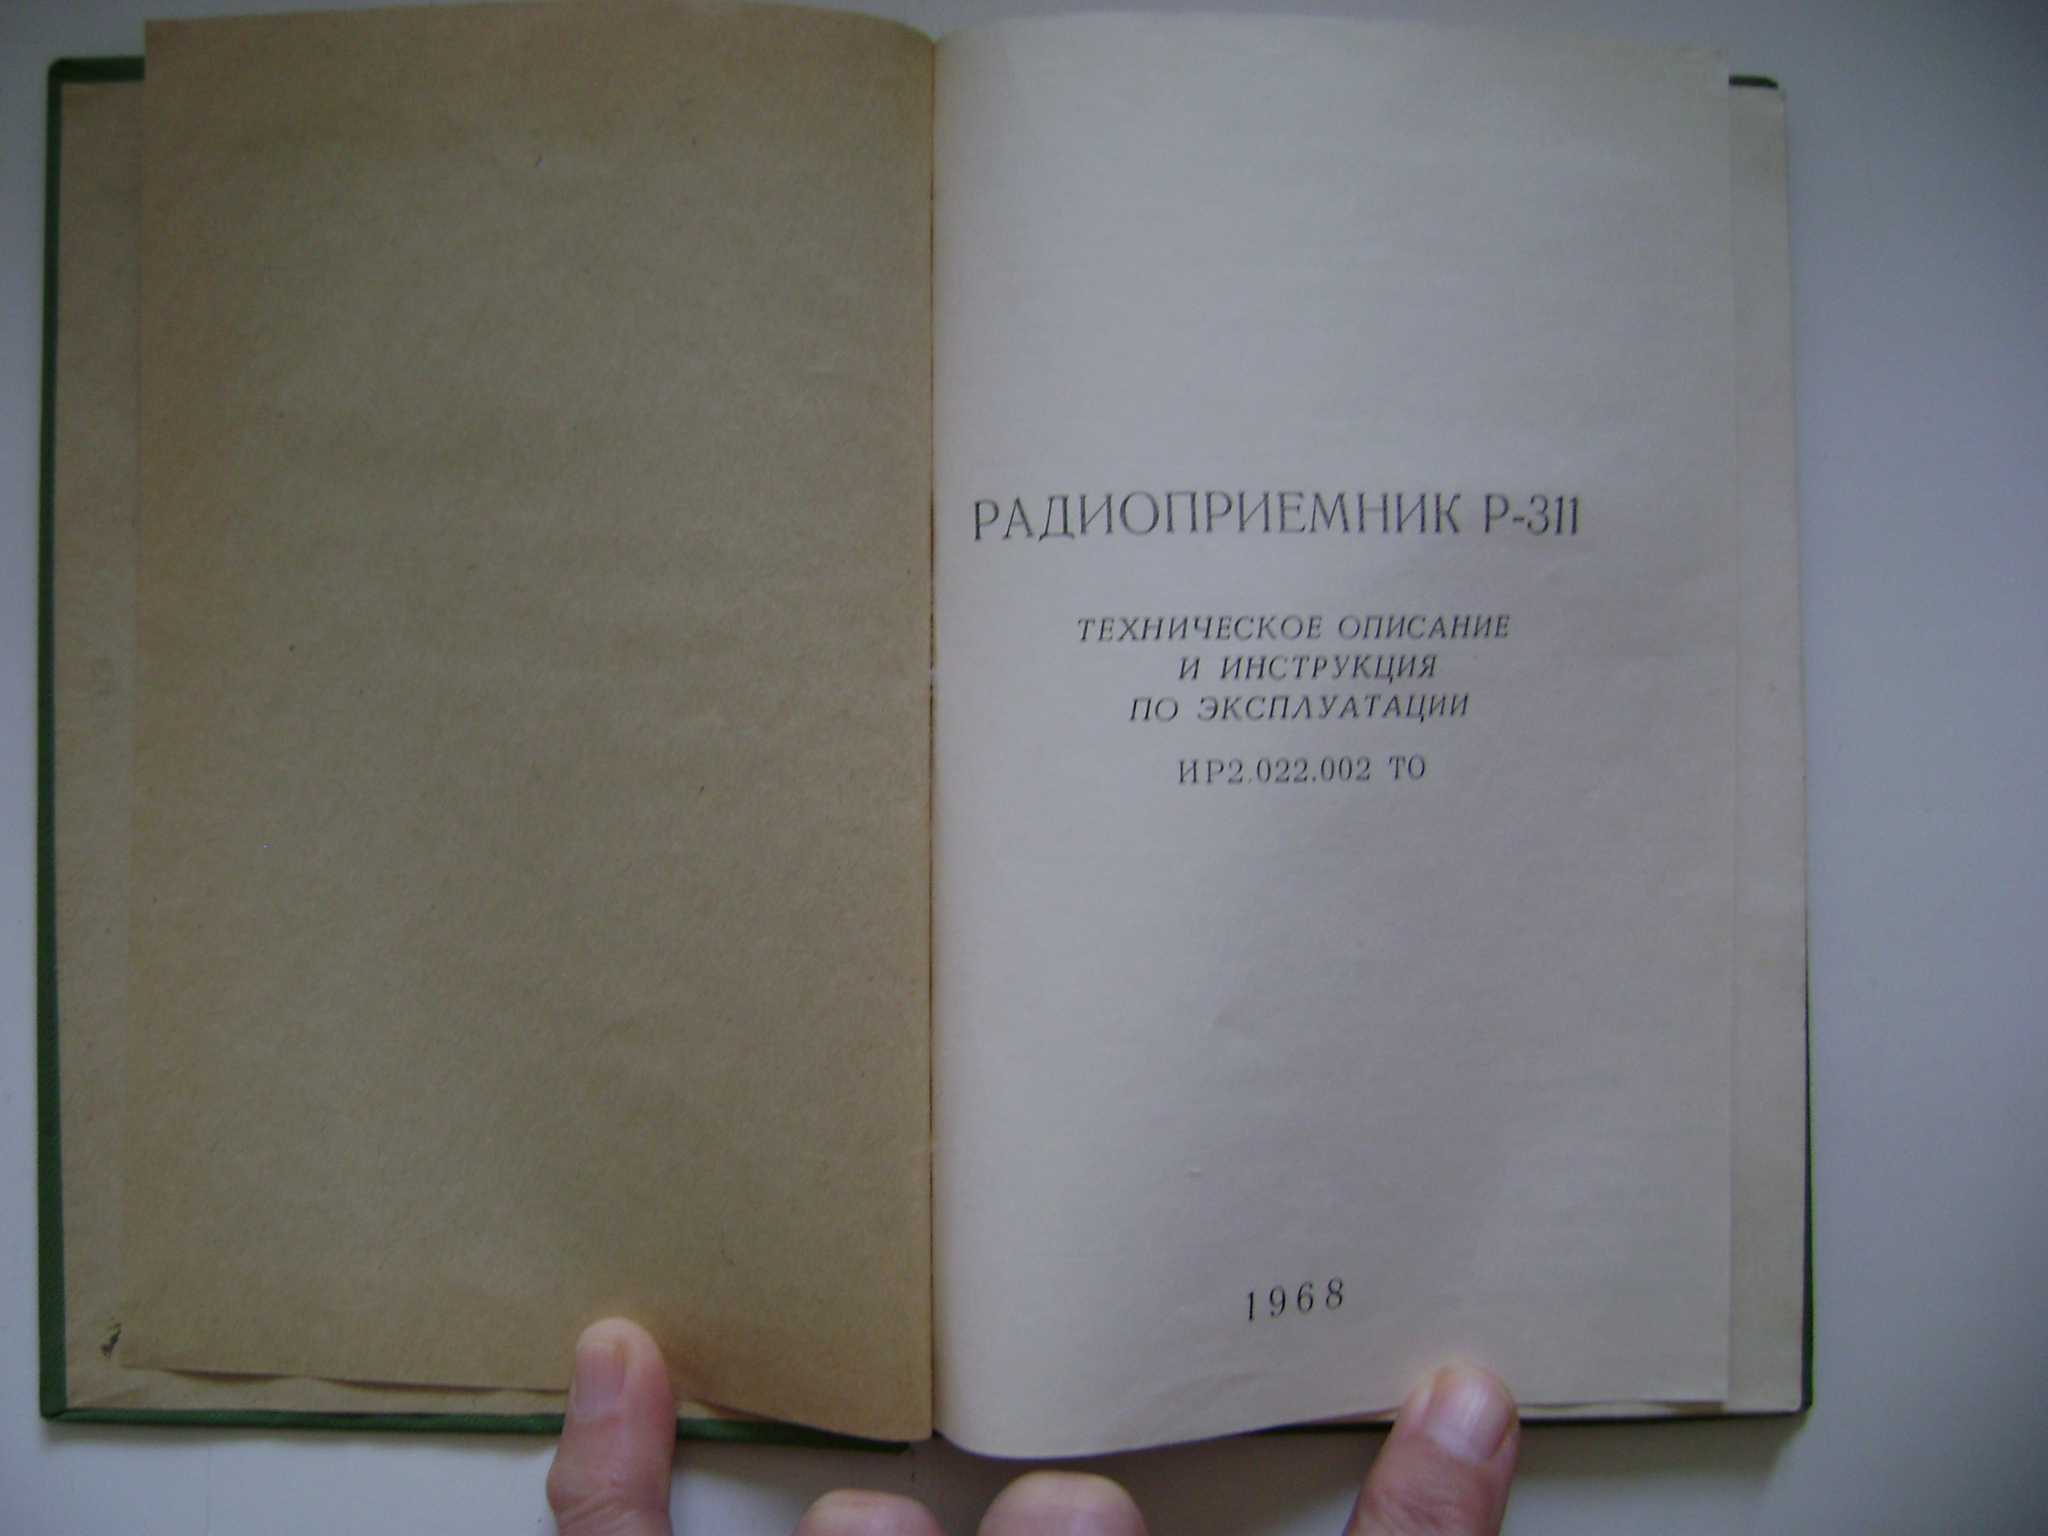 РАДИОПРИЕМНИК Р-311
ТЕХНИЧЕСКОЕ ОПИСАНИЕ
И ИНСТРУКЦИЯ
ПО ЭКСПЛУАТАЦИИ
ИР2.022.002 ТО
1968